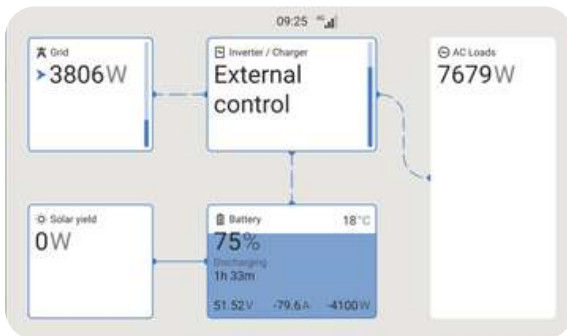 09:25 4G
Grid
3806W
Inverter / Charger
External
control
AC Loads
7679W
Solar yield
0W
Battery 18°C
75%
Discharging
1h 33m
51.52V -79.6A -4100W